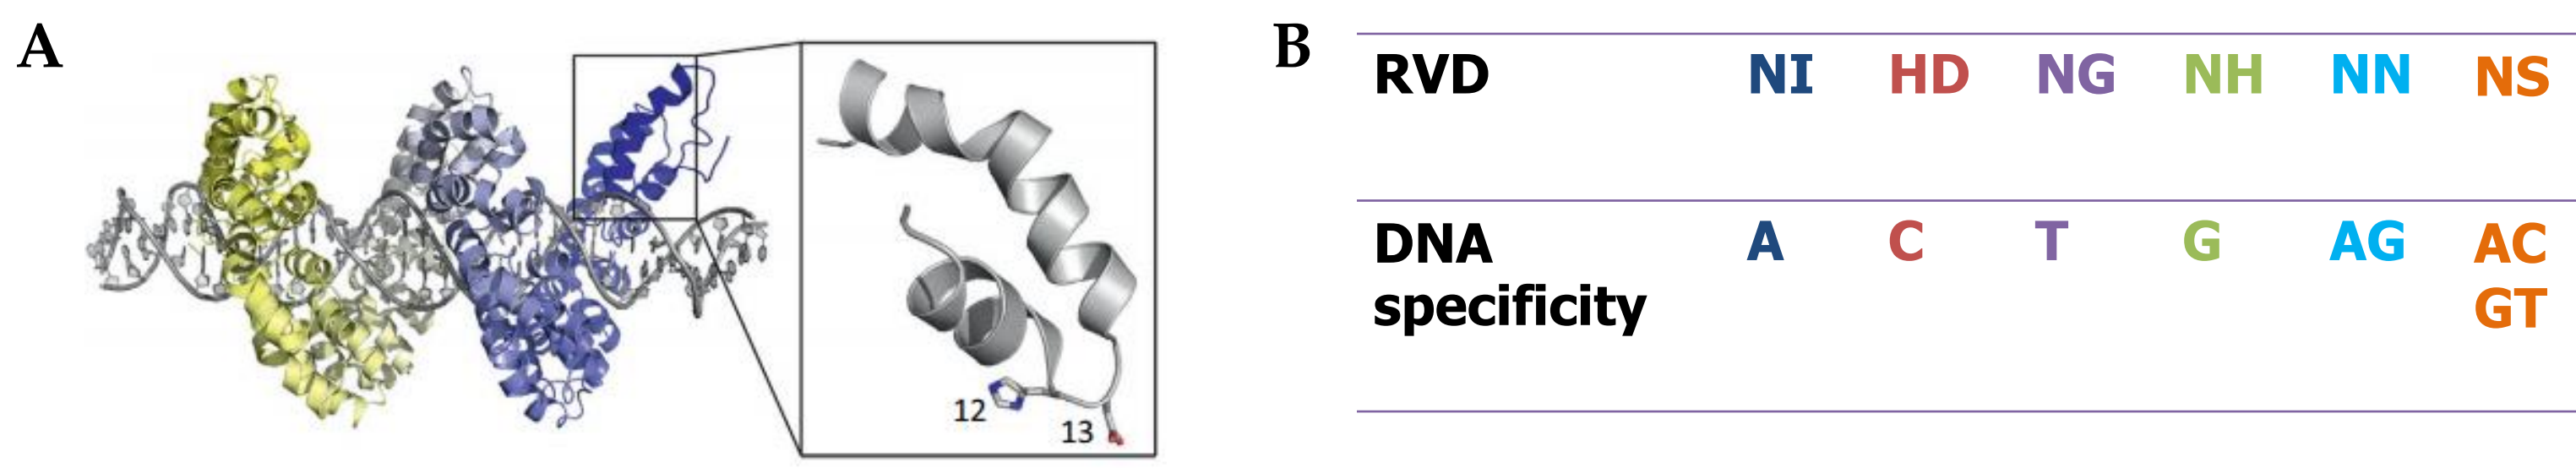 A
12
13
B
RVD NI HD NG NH NN NS
DNA A C T G AG AC
specificity GT